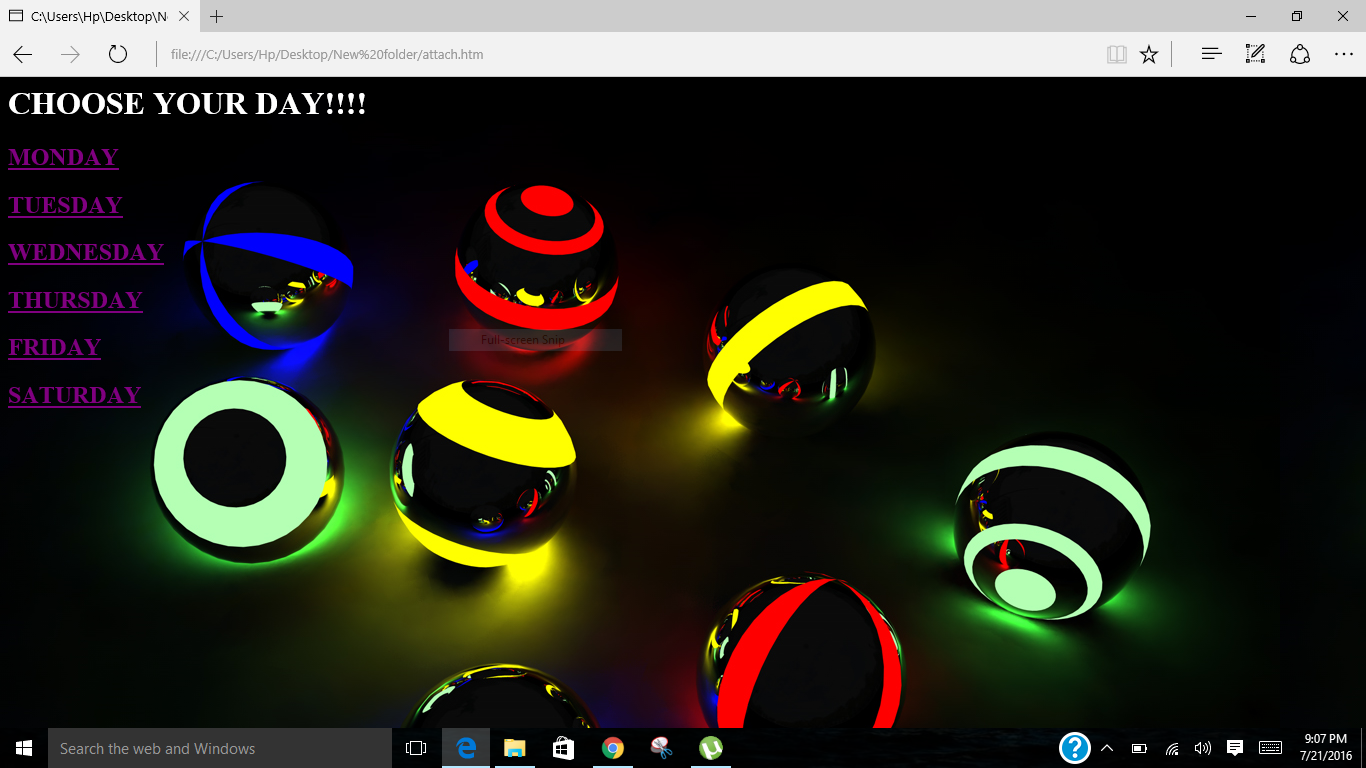 C:\Users\Hp\Desktop\Ne
file:///C:/Users/Hp/Desktop/New%20folder/attach.htm
CHOOSE YOUR DAY!!!!
MONDAY
TUESDAY
WEDNESDAY
THURSDAY
FRIDAY
SATURDAY
Full-screen Snip
Search the web and Windows
9:07 PM
7/21/2016